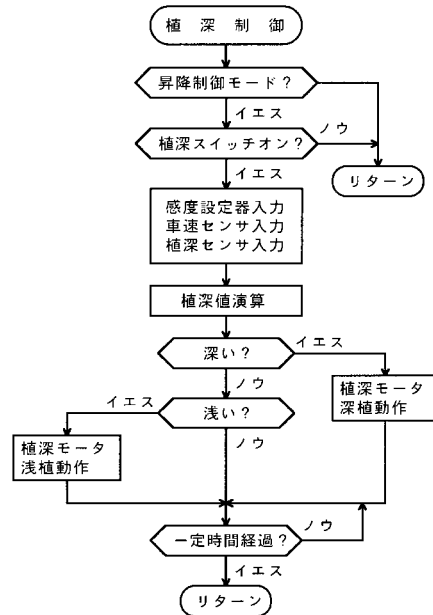 植深制御
昇降制御モード？
イエス
植深スイッチオン？
ノウ
イエス
リターン
感度設定器入力
車速センサ入力
植深センサ入力
植深値演算
深い？
イエス
ノウ
植深モータ
深植動作
イエス
浅い？
植深モータ
浅植動作
ノウ
一定時間経過？
ノウ
イエス
リターン